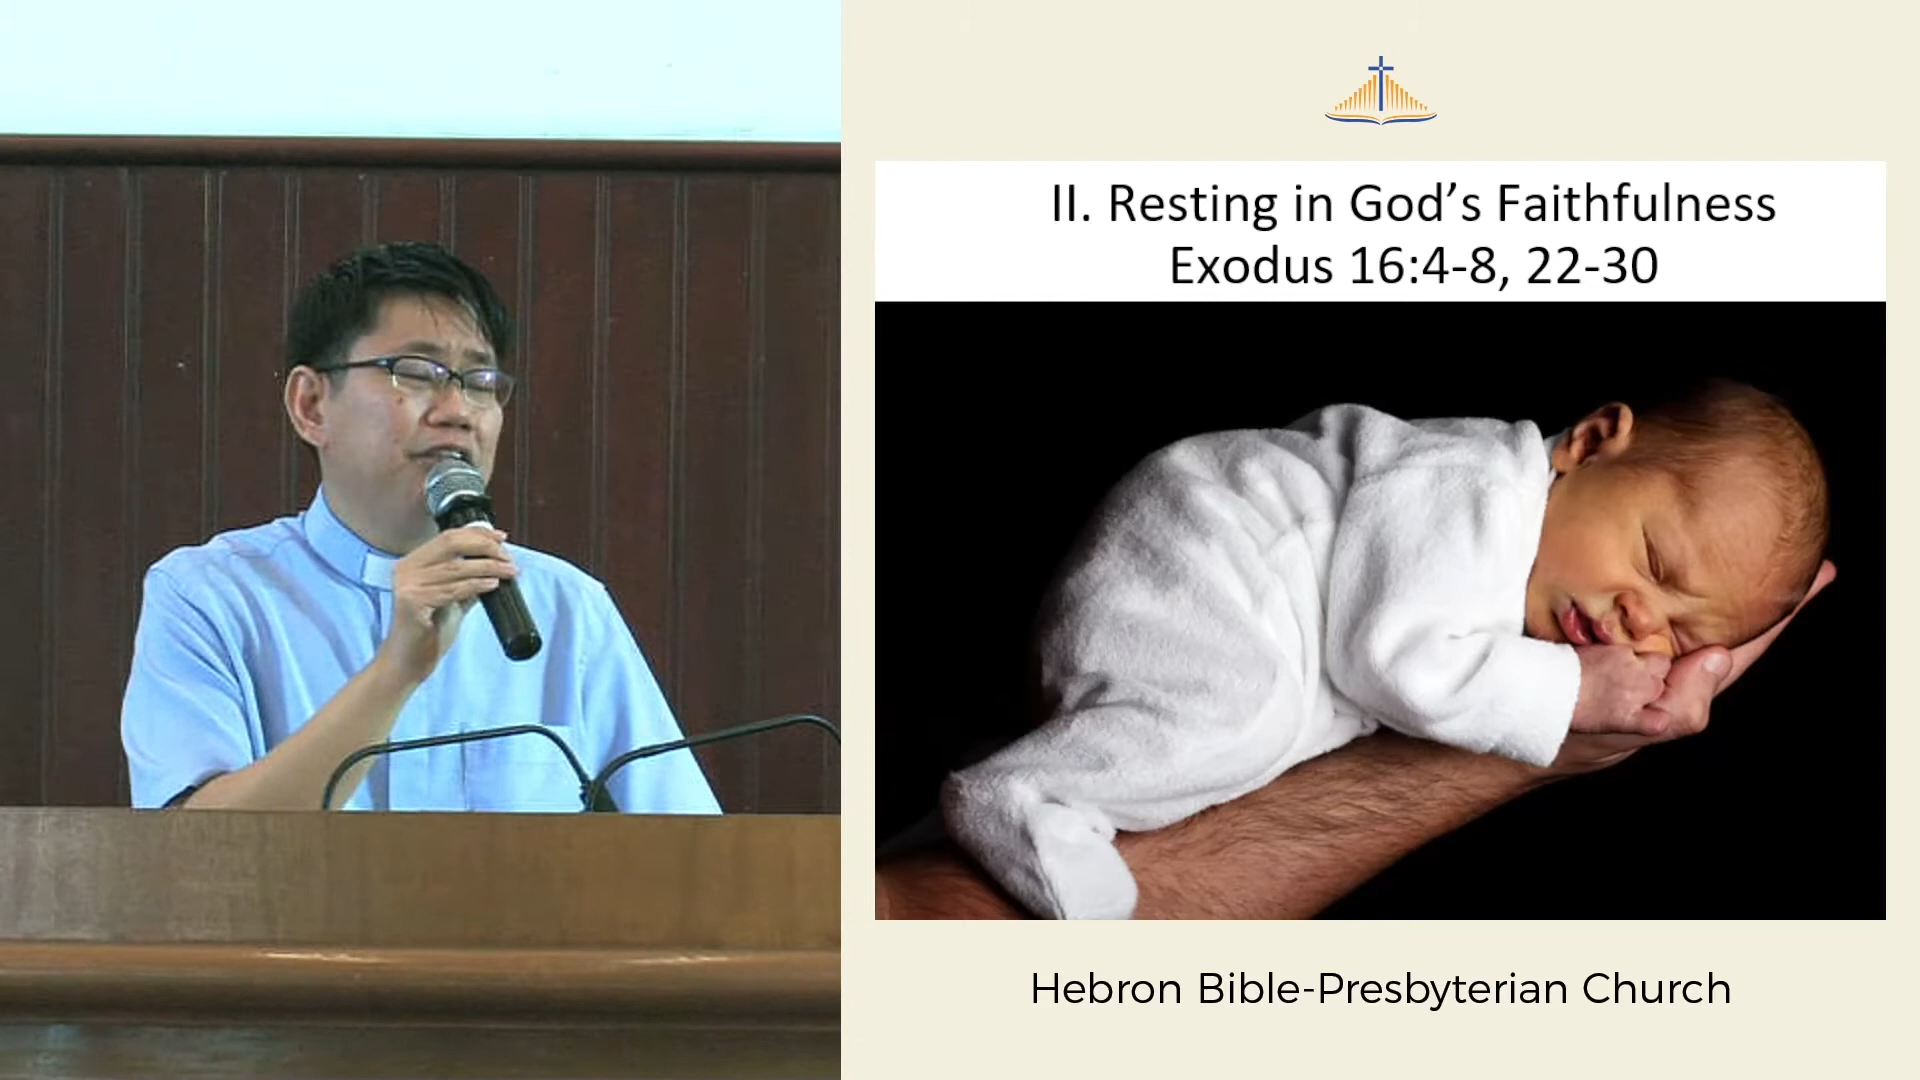 II. Resting in God’s Faithfulness
Exodus 16:4-8, 22-30
Hebron Bible-Presbyterian Church